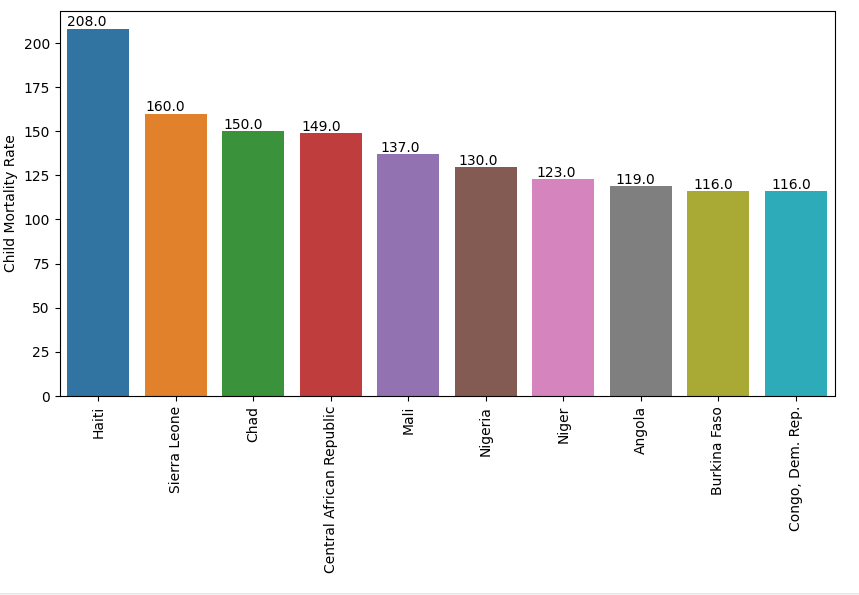 Child Mortality Rate
200
175
150
125
100
75
50
25
0
208.0
160.0
150.0
149.0
137.0
130.0
123.0
119.0
116.0
116.0
Haiti
Sierra Leone
Chad
Central African Republic
Mali
Nigeria
Niger
Angola
Burkina Faso
Congo, Dem. Rep.